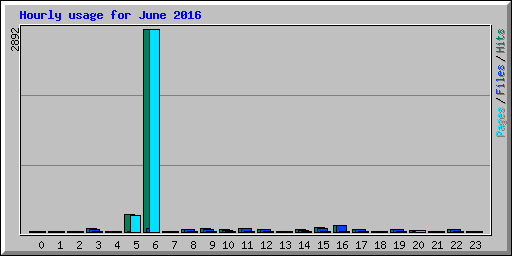 Hourly usage for June 2016
2892
Pages/Files/Hits
0 1 2 3 4 5 6 7 8 9 10 11 12 13 14 15 16 17 18 19 20 21 22 23